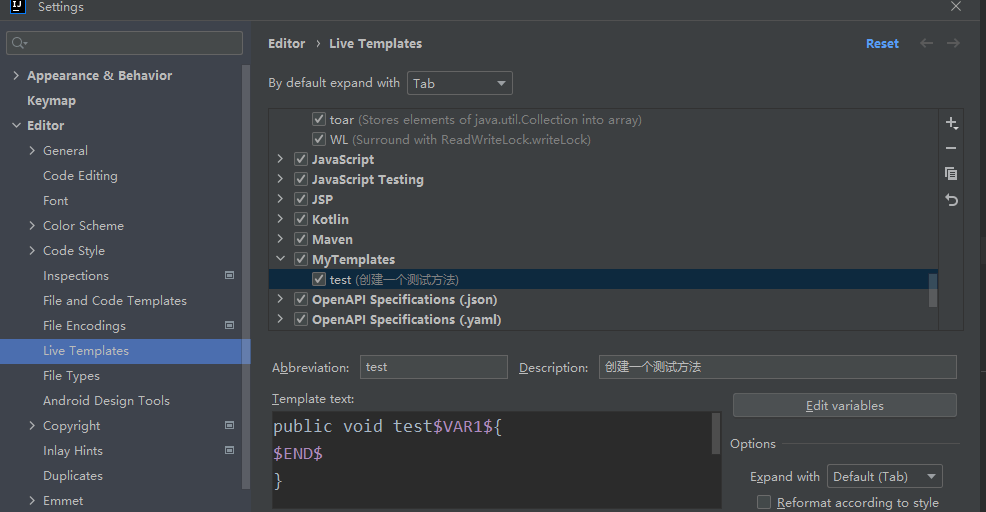 Settings
Appearance & Behavior
Keymap
Editor
General
Code Editing
Font
Color Scheme
Code Style
Inspections
File and Code Templates
File Encodings
Live Templates
File Types
Android Design Tools
Copyright
Inlay Hints
Duplicates
Emmet
Editor › Live Templates
Reset
By default expand with Tab
toar (Stores elements of java.util.Collection into array)
WL (Surround with ReadWriteLock.writeLock)
JavaScript
JavaScript Testing
JSP
Kotlin
Maven
MyTemplates
test (创建一个测试方法)
OpenAPI Specifications (.json)
OpenAPI Specifications (.yaml)
Abbreviation: test Description: 创建一个测试方法
Template text:
public void test$VAR1${
$END$
}
Edit variables
Options
Expand with Default (Tab)
Reformat according to style